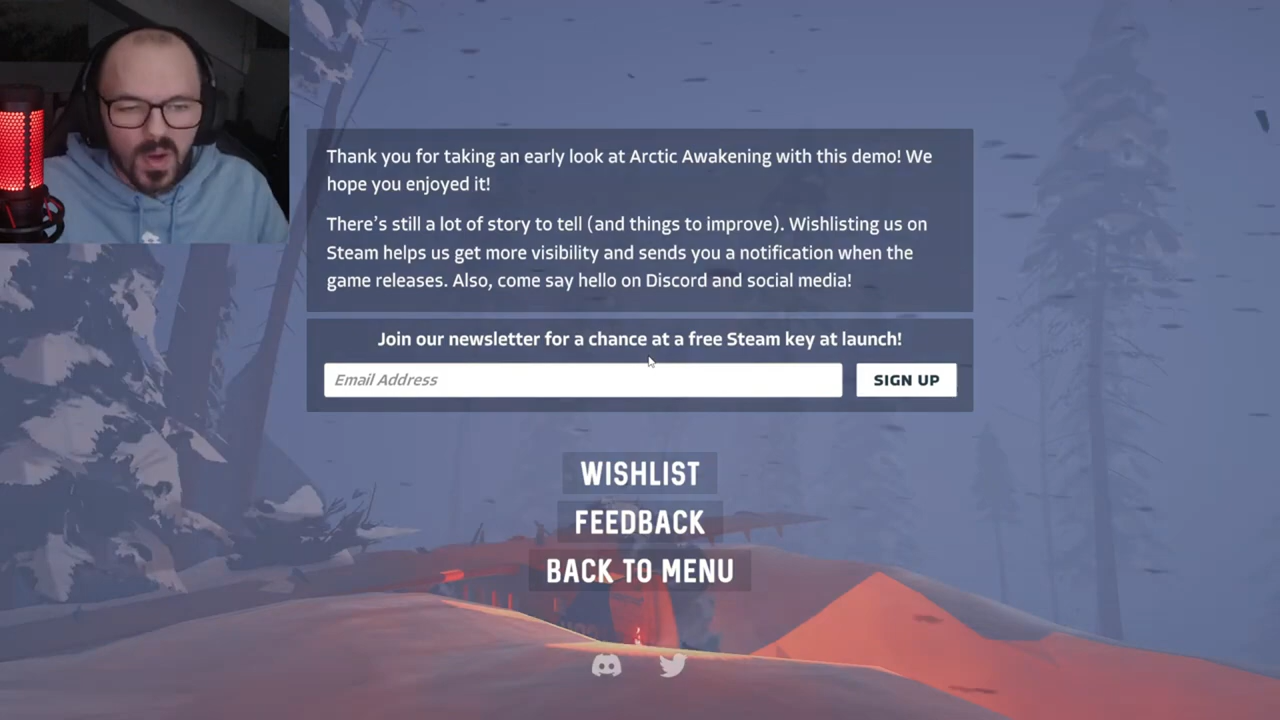 Thank you for taking an early look at Arctic Awakening with this demo! We
hope you enjoyed it!
There's still a lot of story to tell (and things to improve). Wishlisting us on
Steam helps us get more visibility and sends you a notification when the
game releases. Also, come say hello on Discord and social media!
Join our newsletter for a chance at a free Steam key at launch!
Email Address
SIGN UP
WISHLIST
FEEDBACK
BACK TO MENU